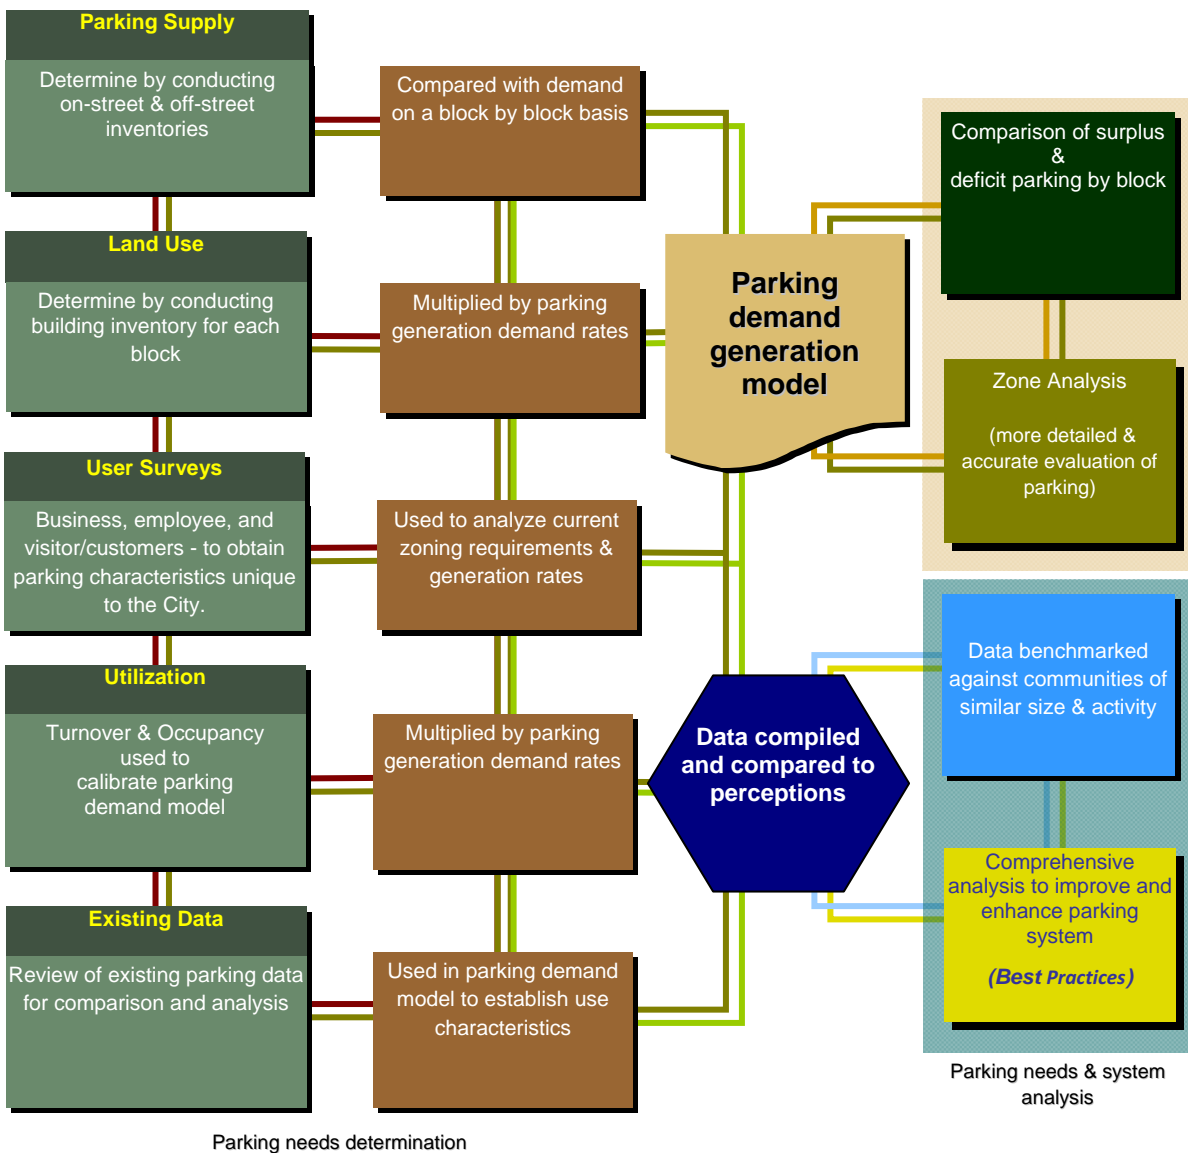 Parking Supply
Determine by conducting
on-street & off-street
inventories
Compared with demand
on a block by block basis
Comparison of surplus
&
deficit parking by block
Land Use
Determine by conducting
building inventory for each
block
Multiplied by parking
generation demand rates
Parking
demand
generation
model
Zone Analysis
(more detailed &
accurate evaluation of
parking)
User Surveys
Business, employee, and
visitor/customers - to obtain
parking characteristics unique
to the City.
Used to analyze current
zoning requirements &
generation rates
Utilization
Turnover & Occupancy
used to
calibrate parking
demand model
Multiplied by parking
generation demand rates
Data compiled
and compared to
perceptions
Data benchmarked
against communities of
similar size & activity
Existing Data
Review of existing parking data
for comparison and analysis
Used in parking demand
model to establish use
characteristics
Comprehensive
analysis to improve and
enhance parking
system
(Best Practices)
Parking needs & system
analysis
Parking needs determination